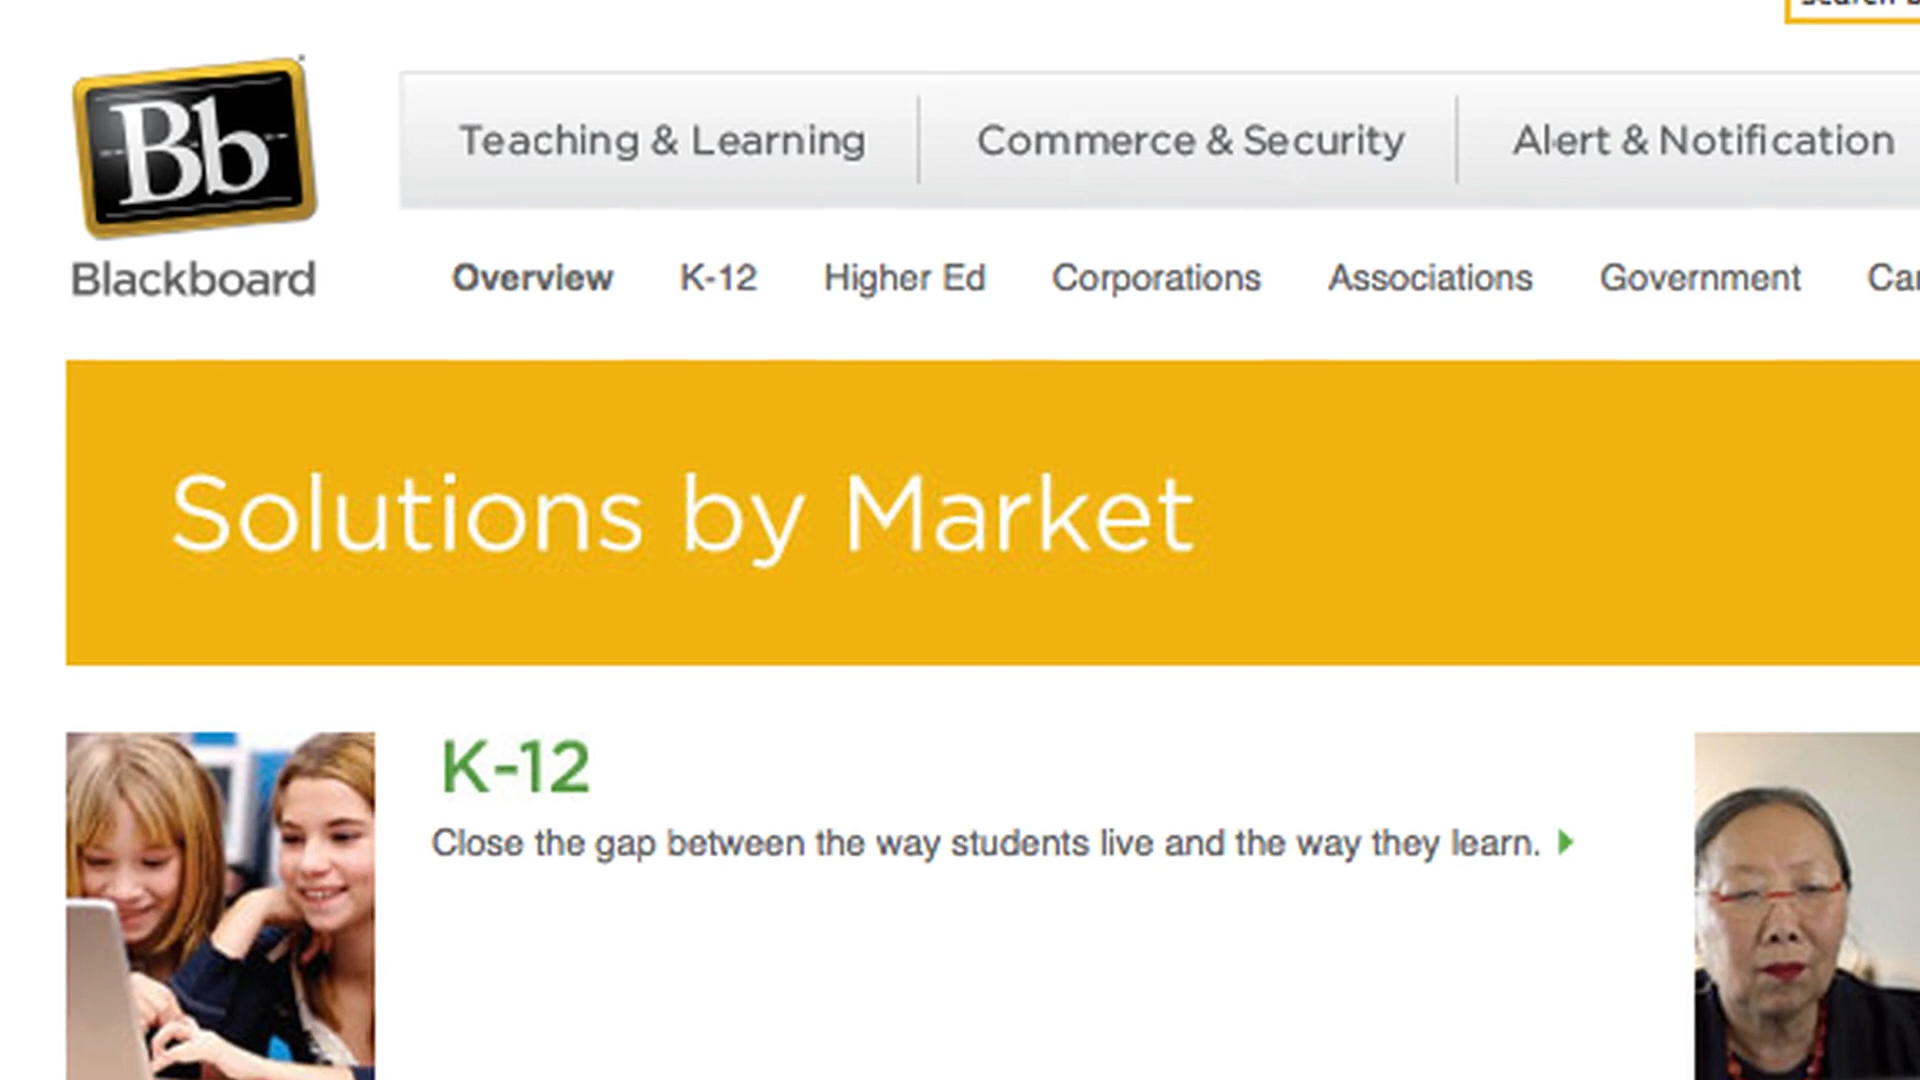 Bb
Blackboard
Teaching & Learning
Commerce & Security
Alert & Notification
Overview
K-12
Higher Ed
Corporations
Associations
Government
Solutions by Market
K-12
Close the gap between the way students live and the way they learn.